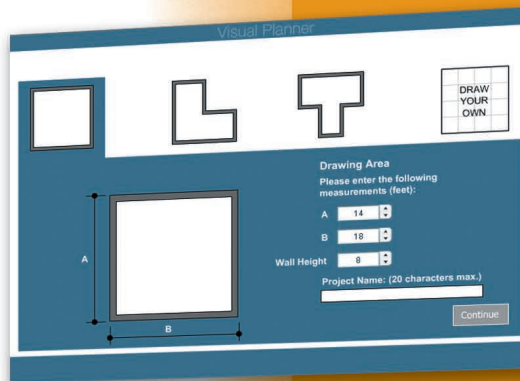 Visual Planner
DRAW
YOUR
OWN
Drawing Area
Please enter the following
measurements (feet):
A 14
B 18
Wall Height 8
Project Name: (20 characters max.)
Continue
A
B